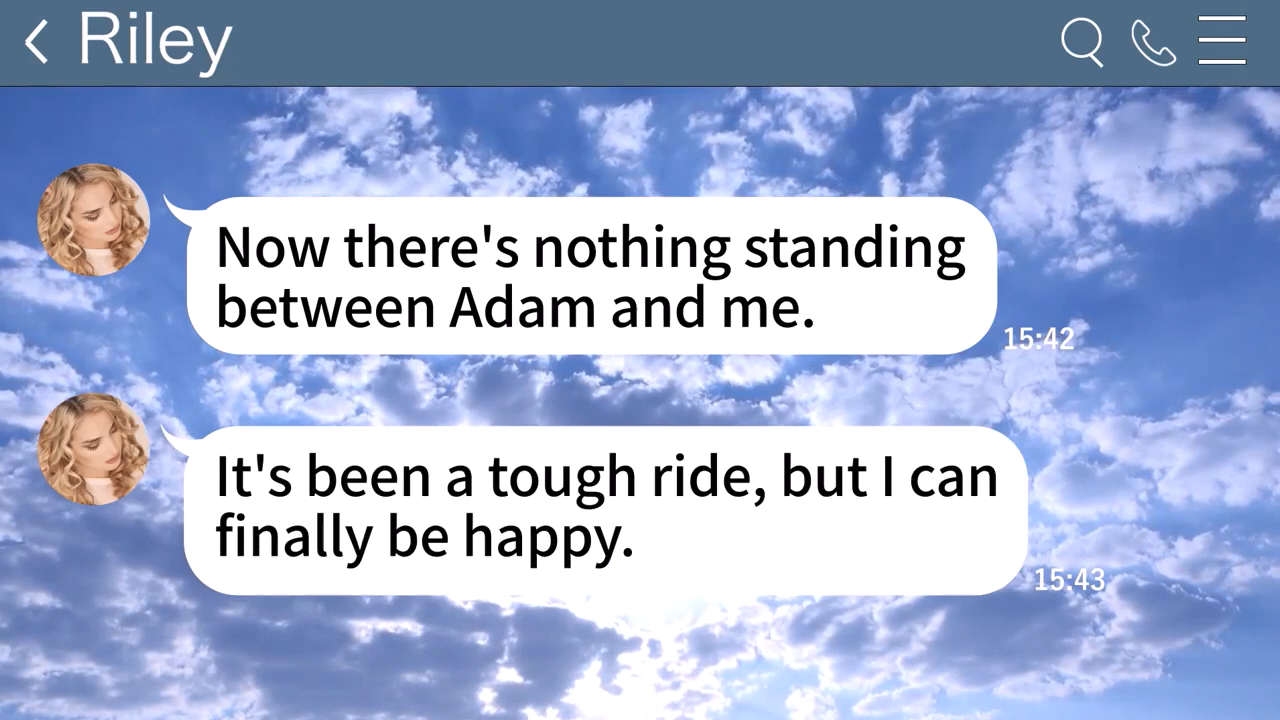 Riley
Now there's nothing standing
between Adam and me.
15:42
It's been a tough ride, but I can
finally be happy.
15:43